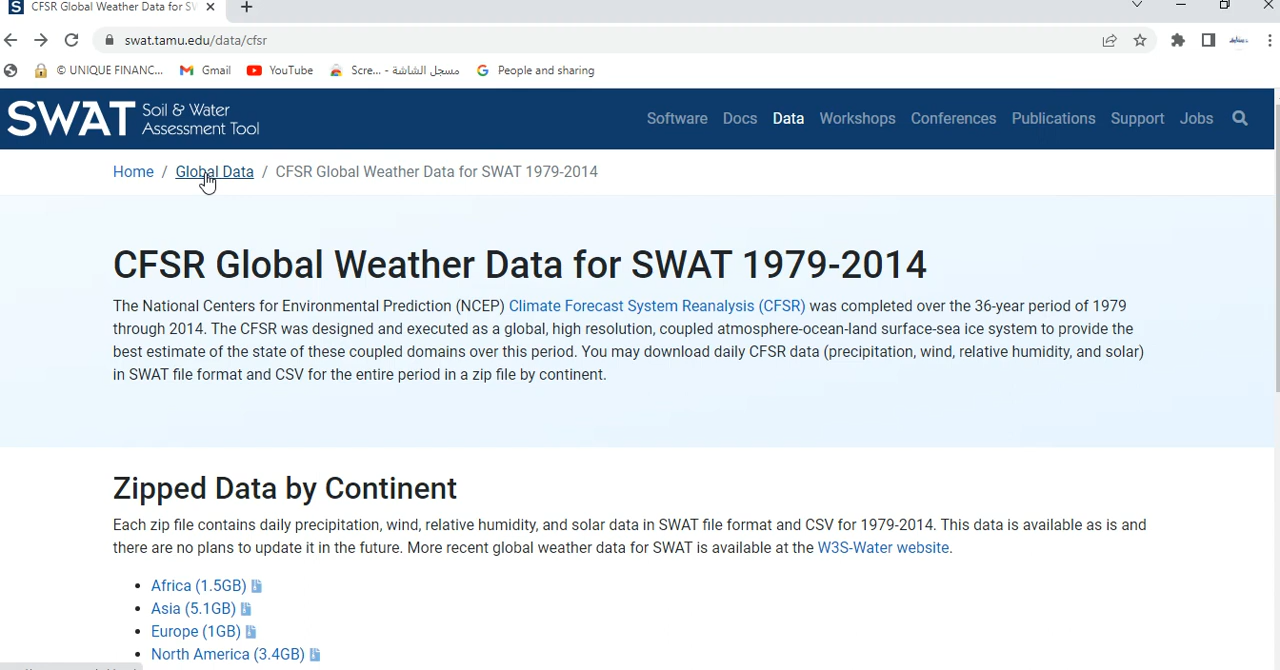 S CFSR Global Weather Data for SW
swat.tamu.edu/data/cfsr
© UNIQUE FINANC... Gmail YouTube Scre... - مسجل الشاشة People and sharing
SWAT Soil & Water
Assessment Tool
Software Docs Data Workshops Conferences Publications Support Jobs
Home / Global Data / CFSR Global Weather Data for SWAT 1979-2014
CFSR Global Weather Data for SWAT 1979-2014
The National Centers for Environmental Prediction (NCEP) Climate Forecast System Reanalysis (CFSR) was completed over the 36-year period of 1979
through 2014. The CFSR was designed and executed as a global, high resolution, coupled atmosphere-ocean-land surface-sea ice system to provide the
best estimate of the state of these coupled domains over this period. You may download daily CFSR data (precipitation, wind, relative humidity, and solar)
in SWAT file format and CSV for the entire period in a zip file by continent.
Zipped Data by Continent
Each zip file contains daily precipitation, wind, relative humidity, and solar data in SWAT file format and CSV for 1979-2014. This data is available as is and
there are no plans to update it in the future. More recent global weather data for SWAT is available at the W3S-Water website.
• Africa (1.5GB)
• Asia (5.1GB)
• Europe (1GB)
• North America (3.4GB)